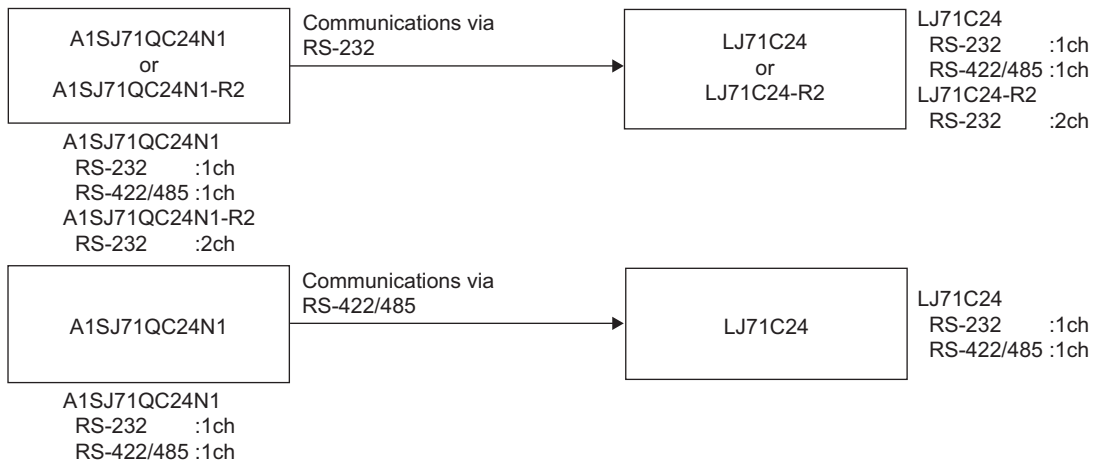 A1SJ71QC24N1
or
A1SJ71QC24N1-R2
Communications via
RS-232
LJ71C24
or
LJ71C24-R2
LJ71C24
RS-232 :1ch
RS-422/485 :1ch
LJ71C24-R2
RS-232 :2ch
A1SJ71QC24N1
RS-232 :1ch
RS-422/485 :1ch
A1SJ71QC24N1-R2
RS-232 :2ch
A1SJ71QC24N1
Communications via
RS-422/485
LJ71C24
LJ71C24
RS-232 :1ch
RS-422/485 :1ch
A1SJ71QC24N1
RS-232 :1ch
RS-422/485 :1ch